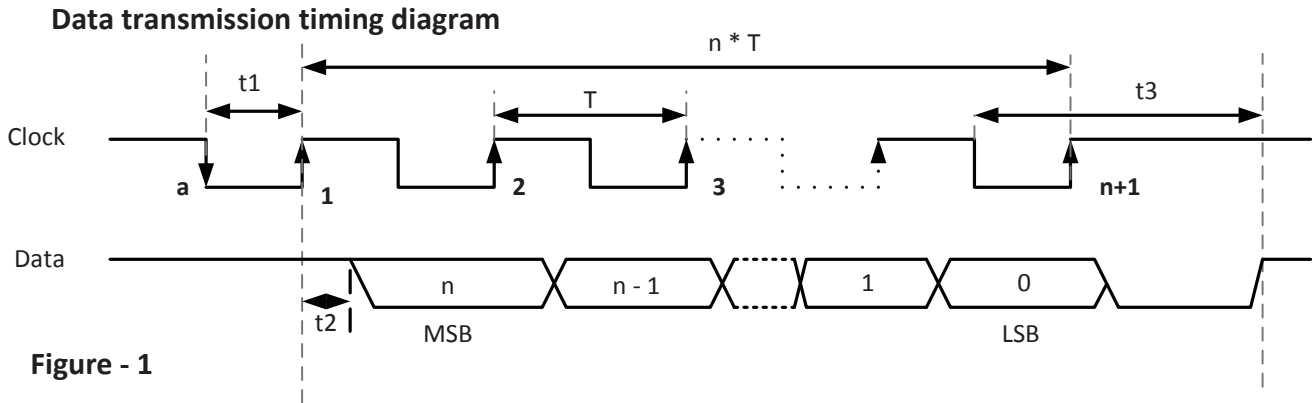 Data transmission timing diagram
n * T
t1
T
t3
Clock
a
1
2
3
n+1
Data
n
n - 1
1
0
t2
MSB
LSB
Figure - 1